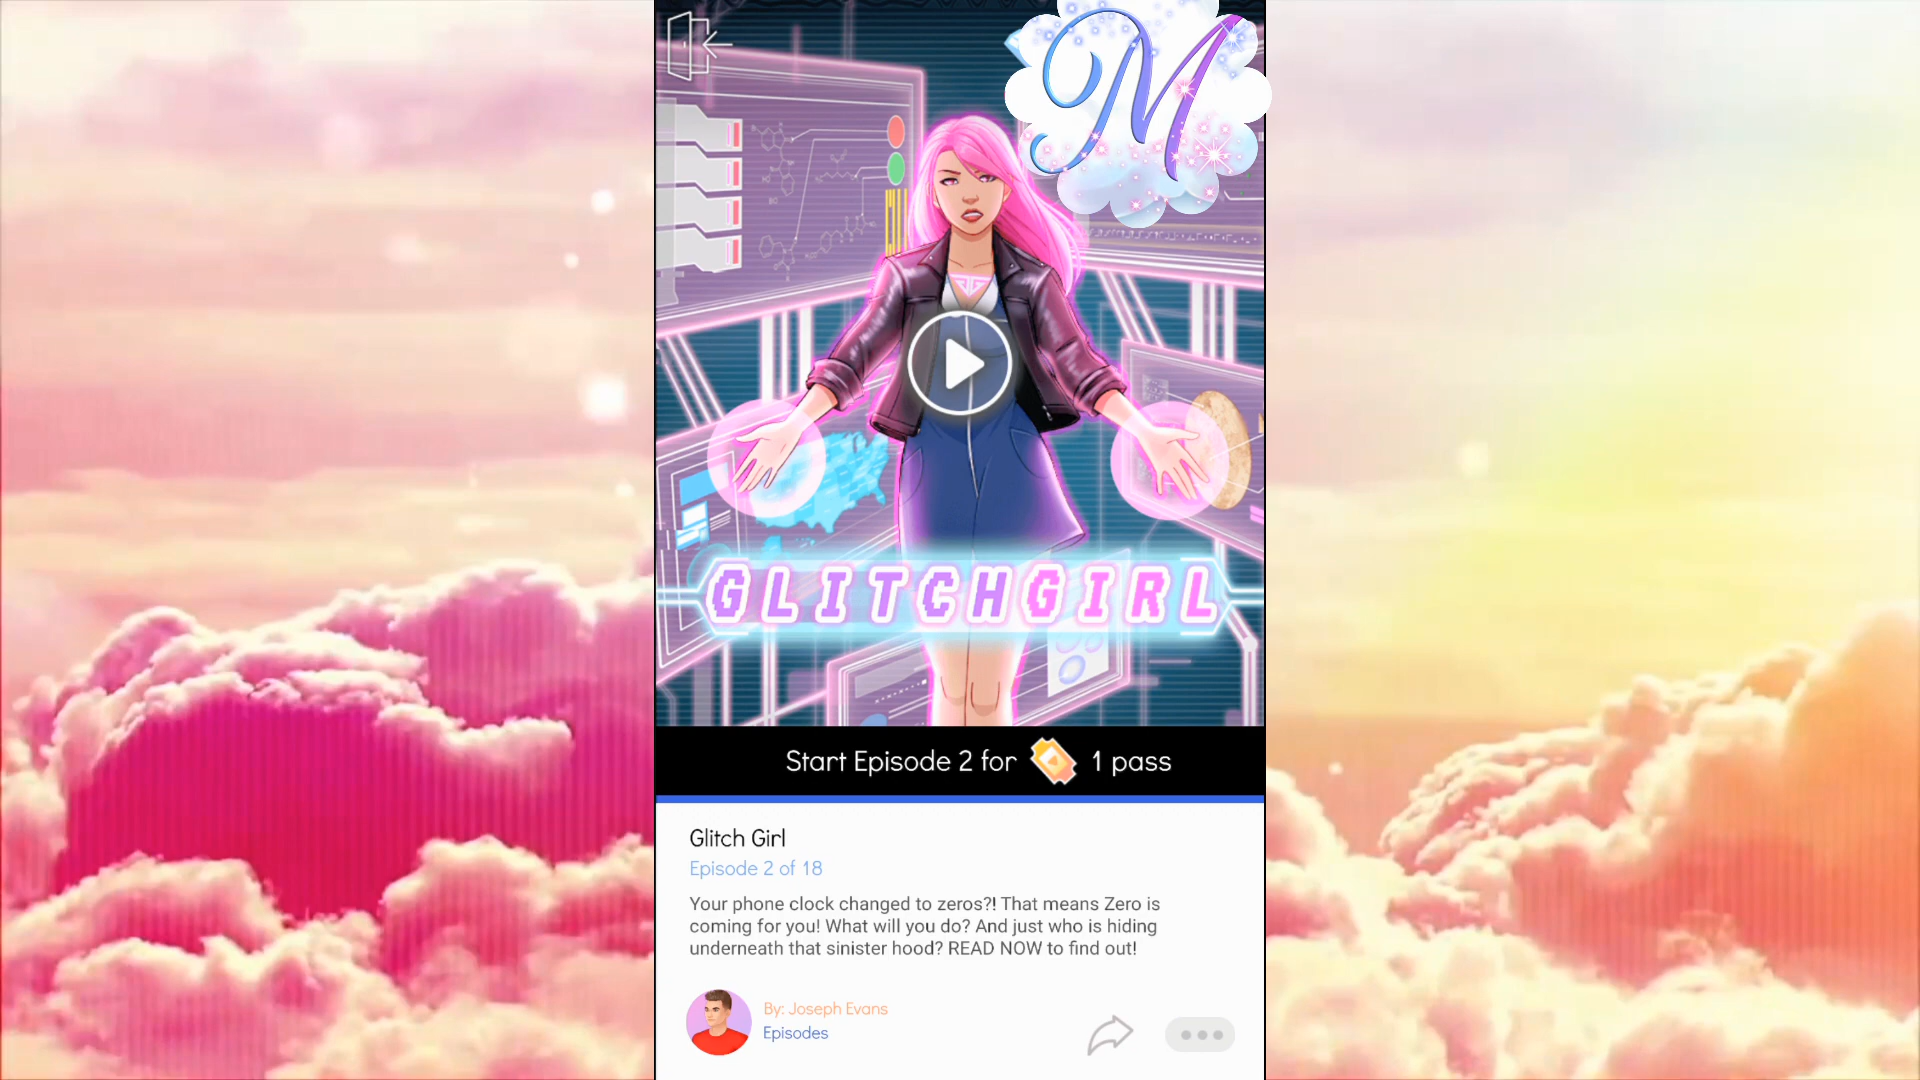 M
GLITCHGIRL
Start Episode 2 for 1 pass
Glitch Girl
Episode 2 of 18
Your phone clock changed to zeros?! That means Zero is
coming for you! What will you do? And just who is hiding
underneath that sinister hood? READ NOW to find out!
By: Joseph Evans
Episodes